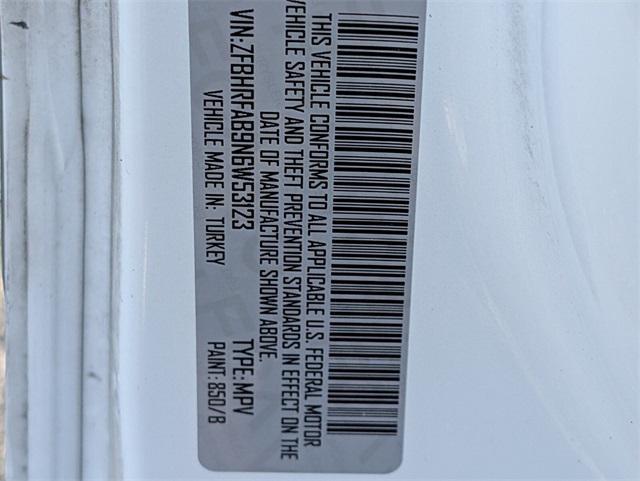 THIS VEHICLE CONFORMS TO ALL APPLICABLE U.S. FEDERAL MOTOR
VEHICLE SAFETY AND THEFT PREVENTION STANDARDS IN EFFECT ON THE
DATE OF MANUFACTURE SHOWN ABOVE.
VIN: ZFBHRFAB9N6W53123 TYPE: MPV
VEHICLE MADE IN: TURKEY PAINT: 850/B